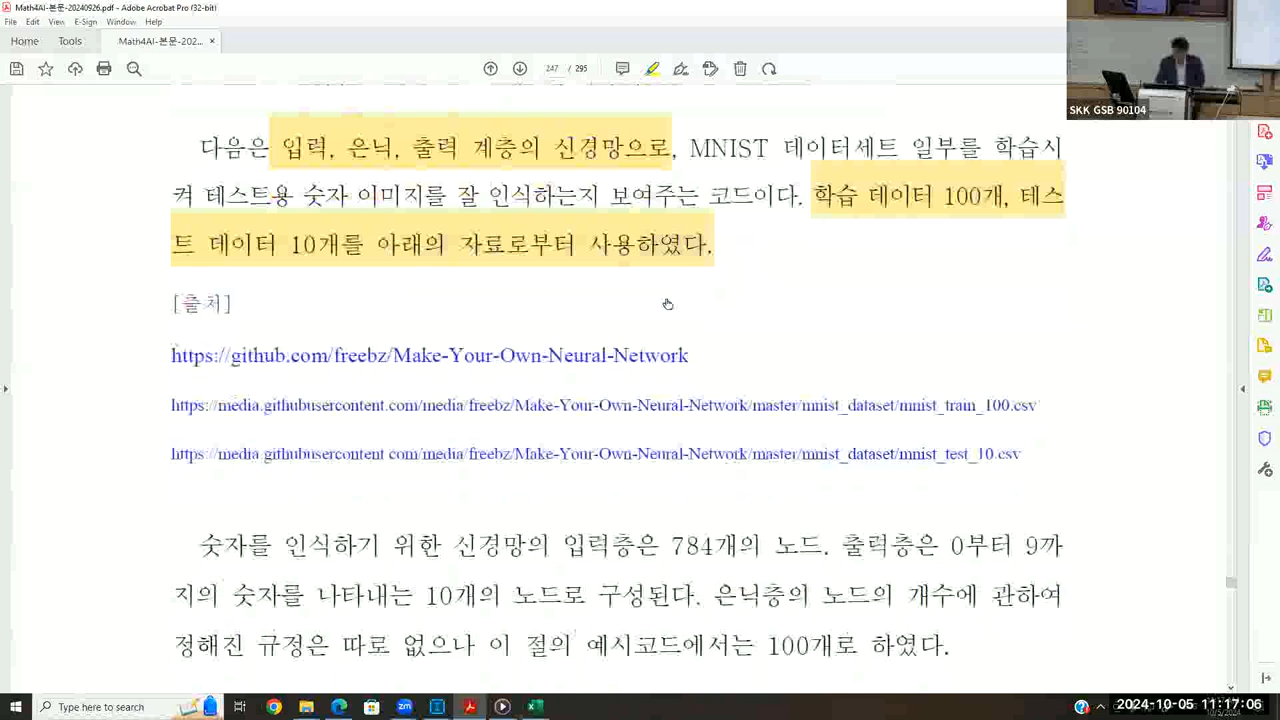 Math4AI-본문-20240926.pdf - Adobe Acrobat Pro (32-bit)
File Edit View E-Sign Window Help
Home Tools Math4AI-본문-202... ×
247 / 295
SKK GSB 90104
다음은 입력, 은닉, 출력 계층의 신경망으로, MNIST 데이터세트 일부를 학습시
켜 테스트용 숫자 이미지를 잘 인식하는지 보여주는 코드이다. 학습 데이터 100개, 테스
트 데이터 10개를 아래의 자료로부터 사용하였다.
[출처]
https://github.com/freebz/Make-Your-Own-Neural-Network
https://media.githubusercontent.com/media/freebz/Make-Your-Own-Neural-Network/master/mnist_dataset/mnist_train_100.csv
https://media.githubusercontent.com/media/freebz/Make-Your-Own-Neural-Network/master/mnist_dataset/mnist_test_10.csv
숫자를 인식하기 위한 신경망의 입력층은 784개의 노드. 출력층은 0부터 9까
지의 숫자를 나타내는 10개의 노드로 구성된다. 은닉층의 노드의 개수에 관하여
정해진 규정은 따로 없으나 이 절의 예시코드에서는 100개로 하였다.
Type here to search
2024-10-05 11:17:06